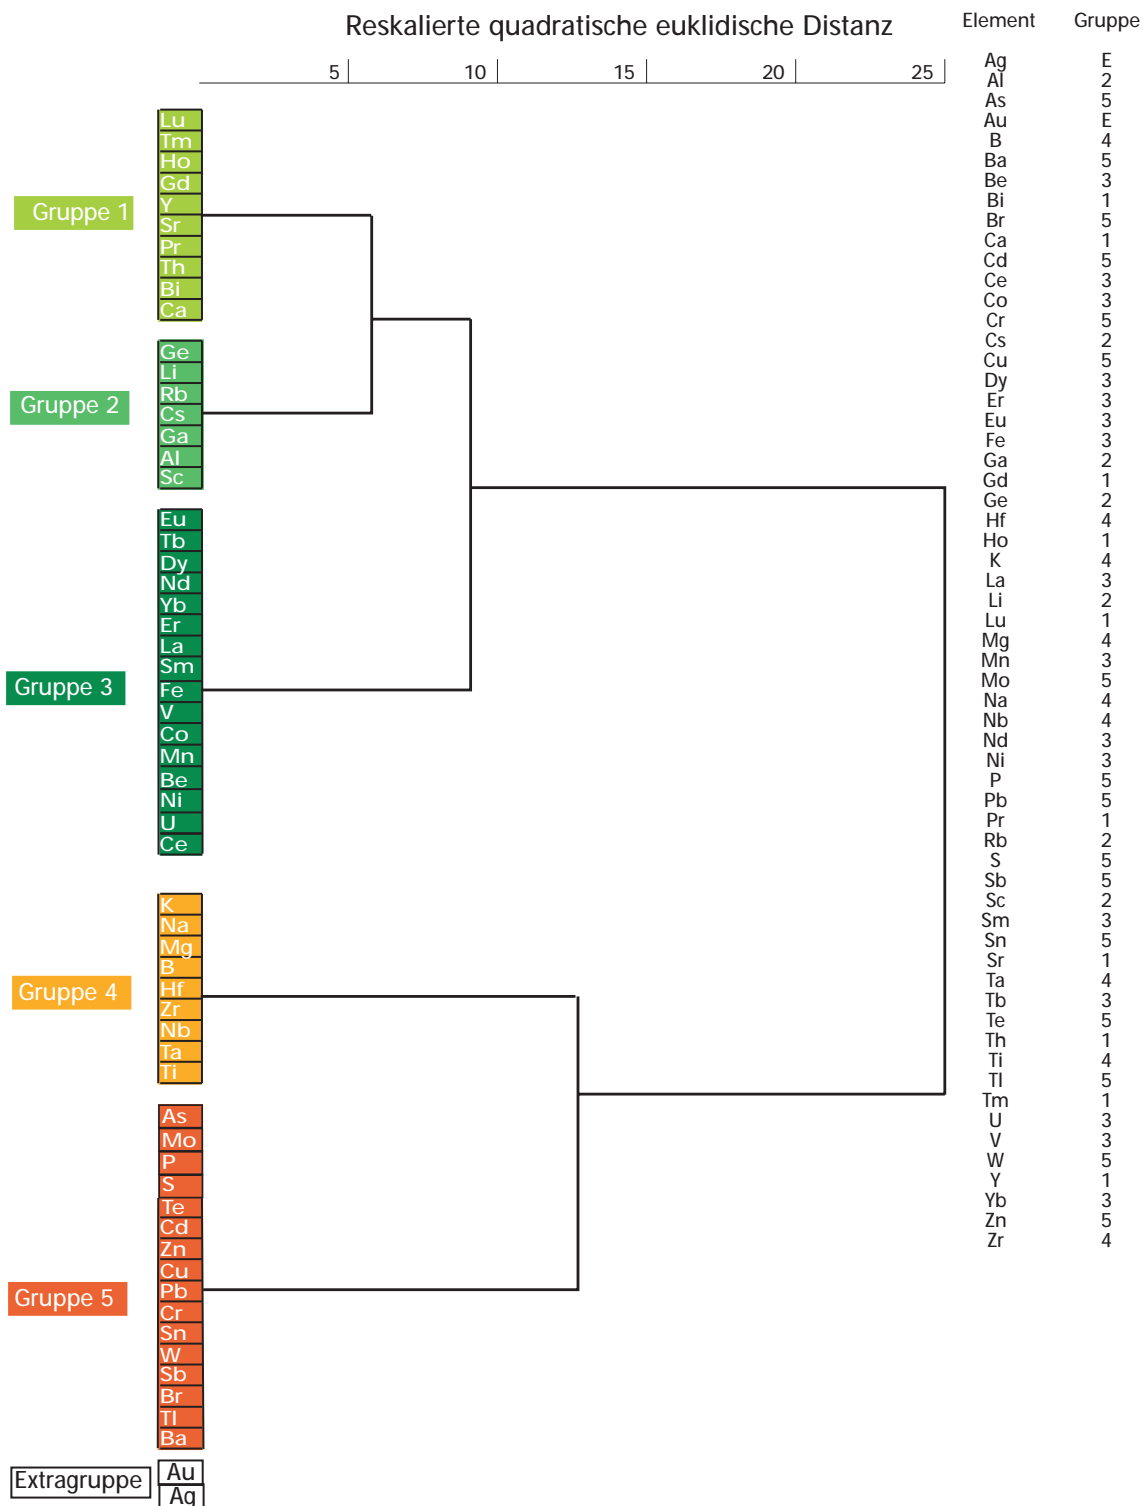 Reskalierte quadratische euklidische Distanz
5 10 15 20 25
Gruppe 1
Lu
Tm
Ho
Gd
Y
Sr
Pr
Th
Bi
Ca
Gruppe 2
Ge
Li
Rb
Cs
Ga
Al
Sc
Gruppe 3
Eu
Tb
Dy
Nd
Yb
Er
La
Sm
Fe
V
Co
Mn
Be
Ni
U
Ce
Gruppe 4
K
Na
Mg
B
Hf
Zr
Nb
Ta
Ti
Gruppe 5
As
Mo
P
S
Te
Cd
Zn
Cu
Pb
Cr
Sn
W
Sb
Br
Tl
Ba
Extragruppe
Au
Ag
Element Gruppe
Ag E
Al 2
As 5
Au E
B 4
Ba 5
Be 3
Bi 1
Br 5
Ca 1
Cd 5
Ce 3
Co 3
Cr 5
Cs 2
Cu 5
Dy 3
Er 3
Eu 3
Fe 3
Ga 2
Gd 1
Ge 2
Hf 4
Ho 1
K 4
La 3
Li 2
Lu 1
Mg 4
Mn 3
Mo 5
Na 4
Nb 4
Nd 3
Ni 3
P 5
Pb 5
Pr 1
Rb 2
S 5
Sb 5
Sc 2
Sm 3
Sn 5
Sr 1
Ta 4
Tb 3
Te 5
Th 1
Ti 4
Tl 5
Tm 1
U 3
V 3
W 5
Y 1
Yb 3
Zn 5
Zr 4